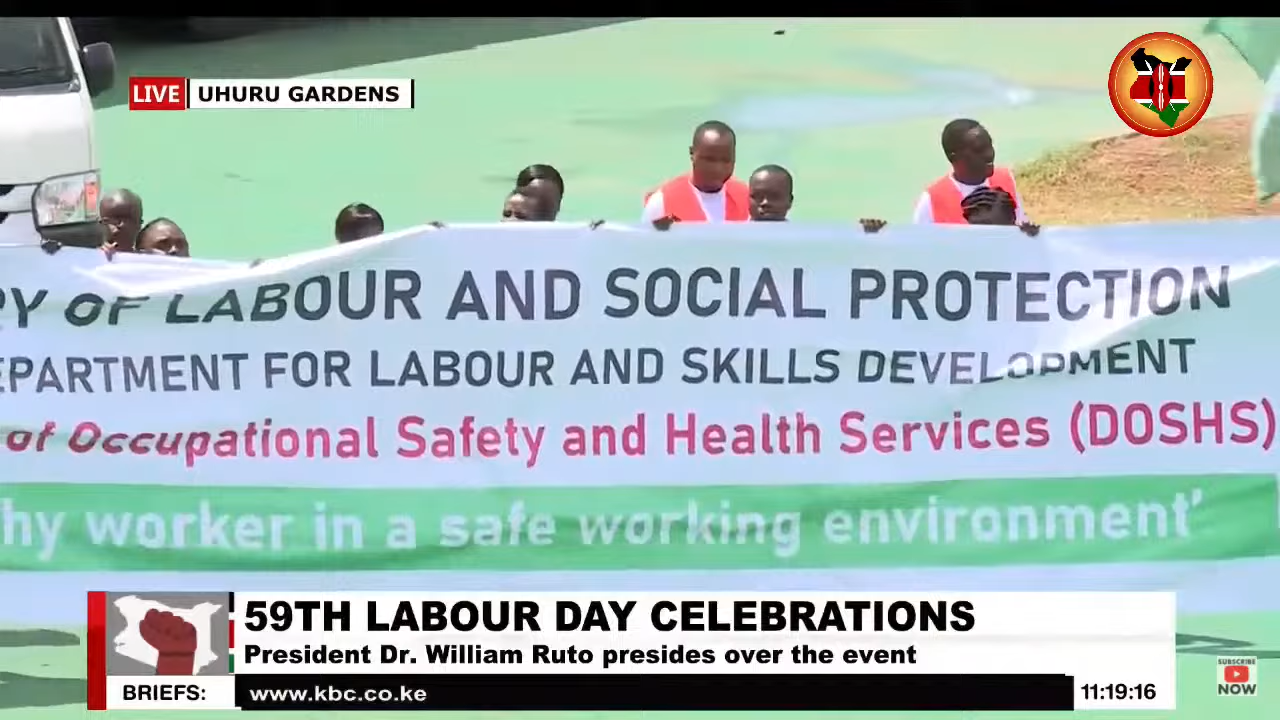 LIVE UHURU GARDENS
RY OF LABOUR AND SOCIAL PROTECTION
EPARTMENT FOR LABOUR AND SKILLS DEVELOPMENT
of Occupational Safety and Health Services (DOSHS)
hy worker in a safe working environment'
59TH LABOUR DAY CELEBRATIONS
President Dr. William Ruto presides over the event
BRIEFS: www.kbc.co.ke 11:19:16
SUBSCRIBE
NOW